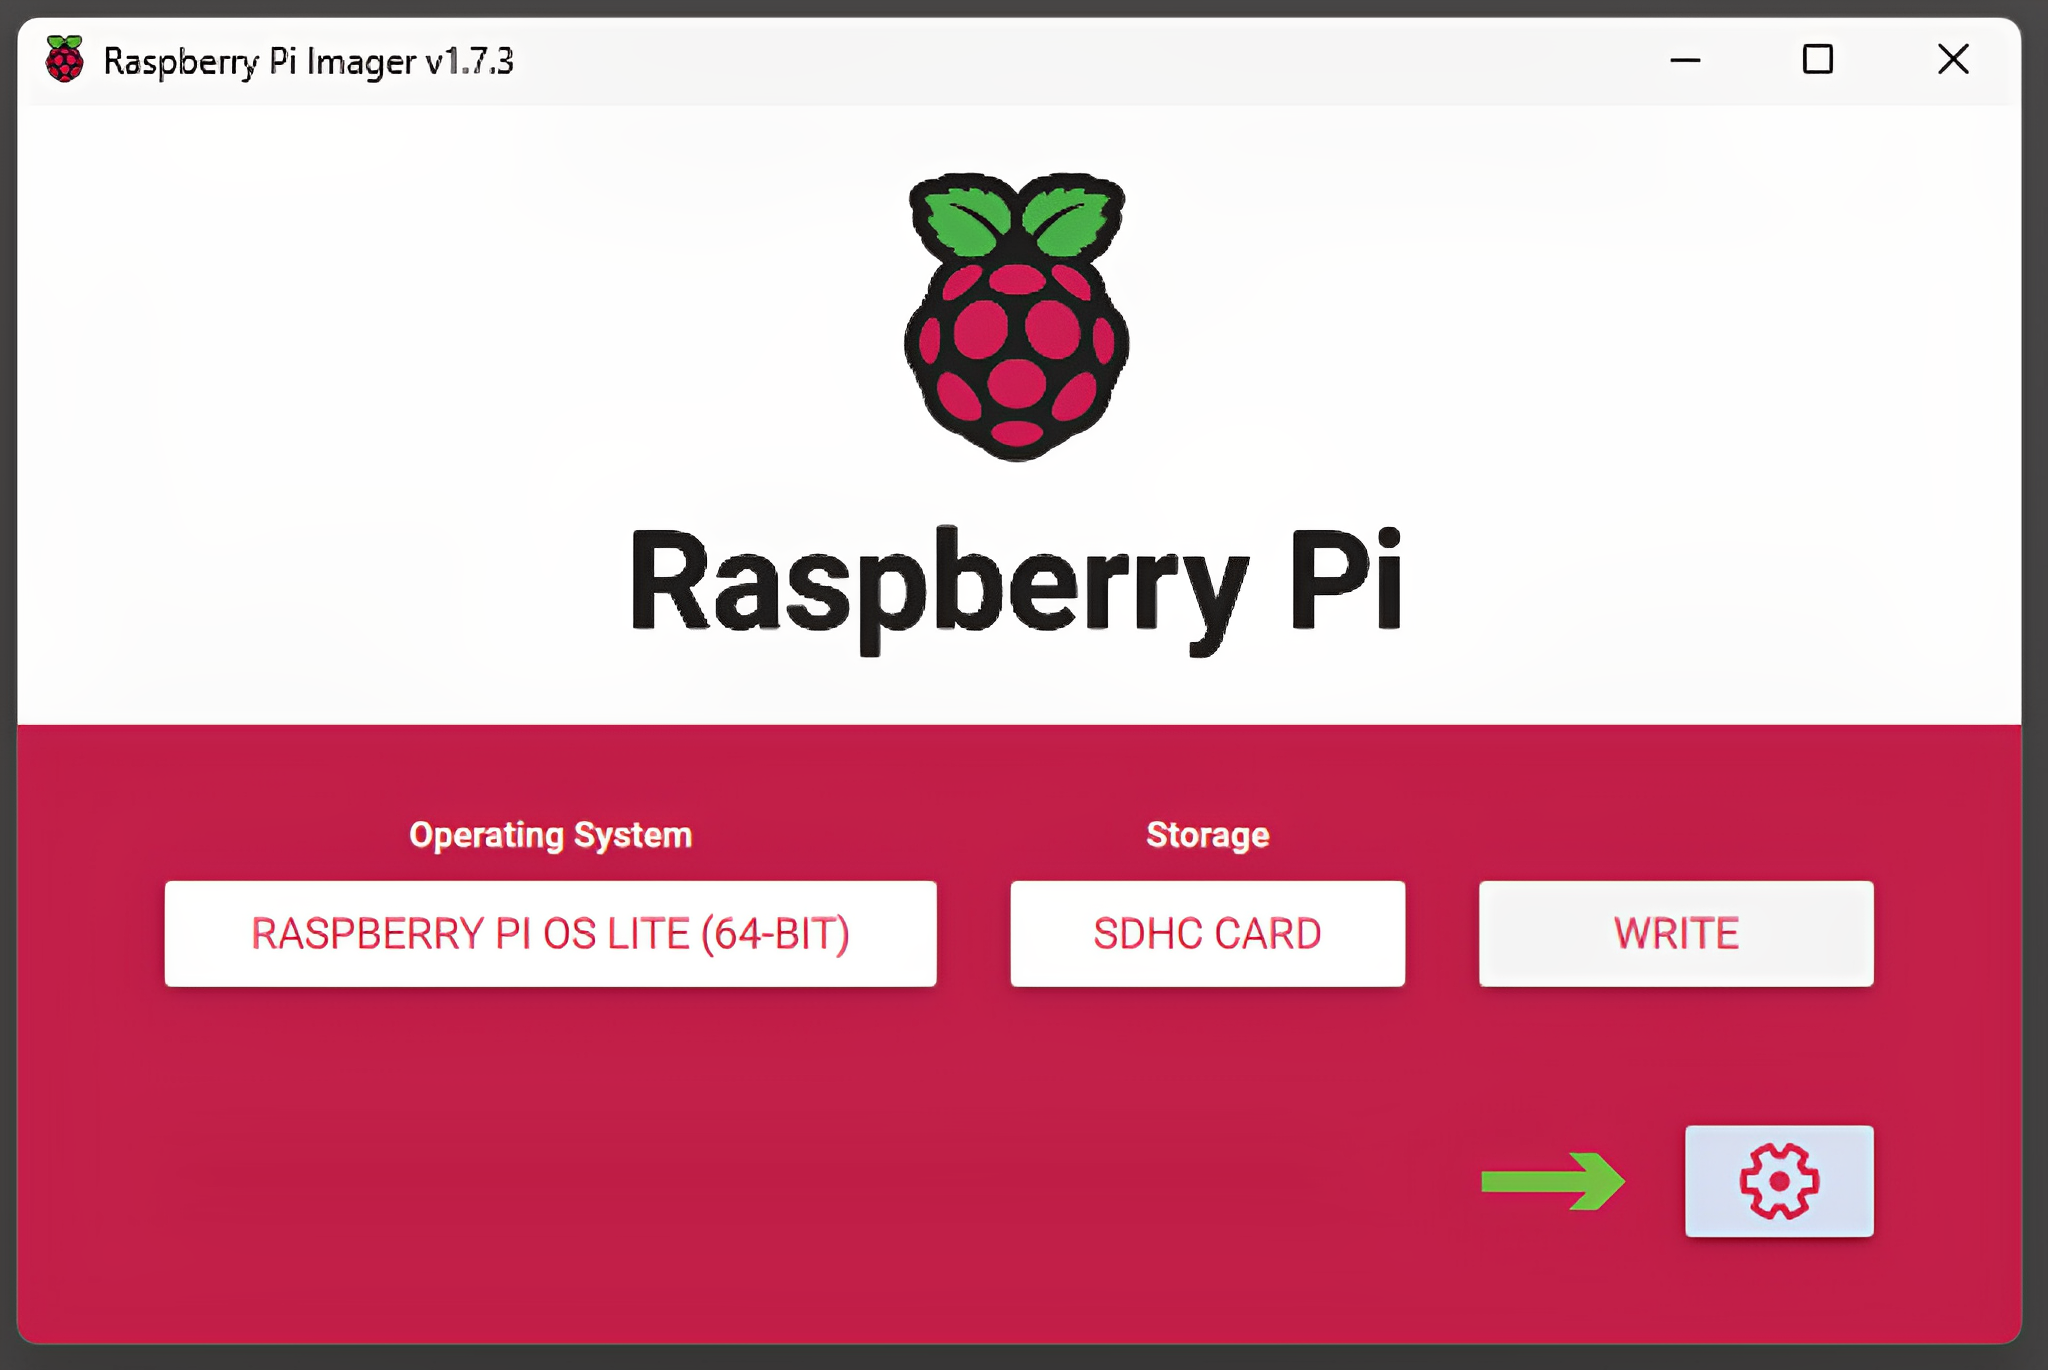 Raspberry Pi Imager v1.7.3
Raspberry Pi
Operating System
Storage
RASPBERRY PI OS LITE (64-BIT)
SDHC CARD
WRITE